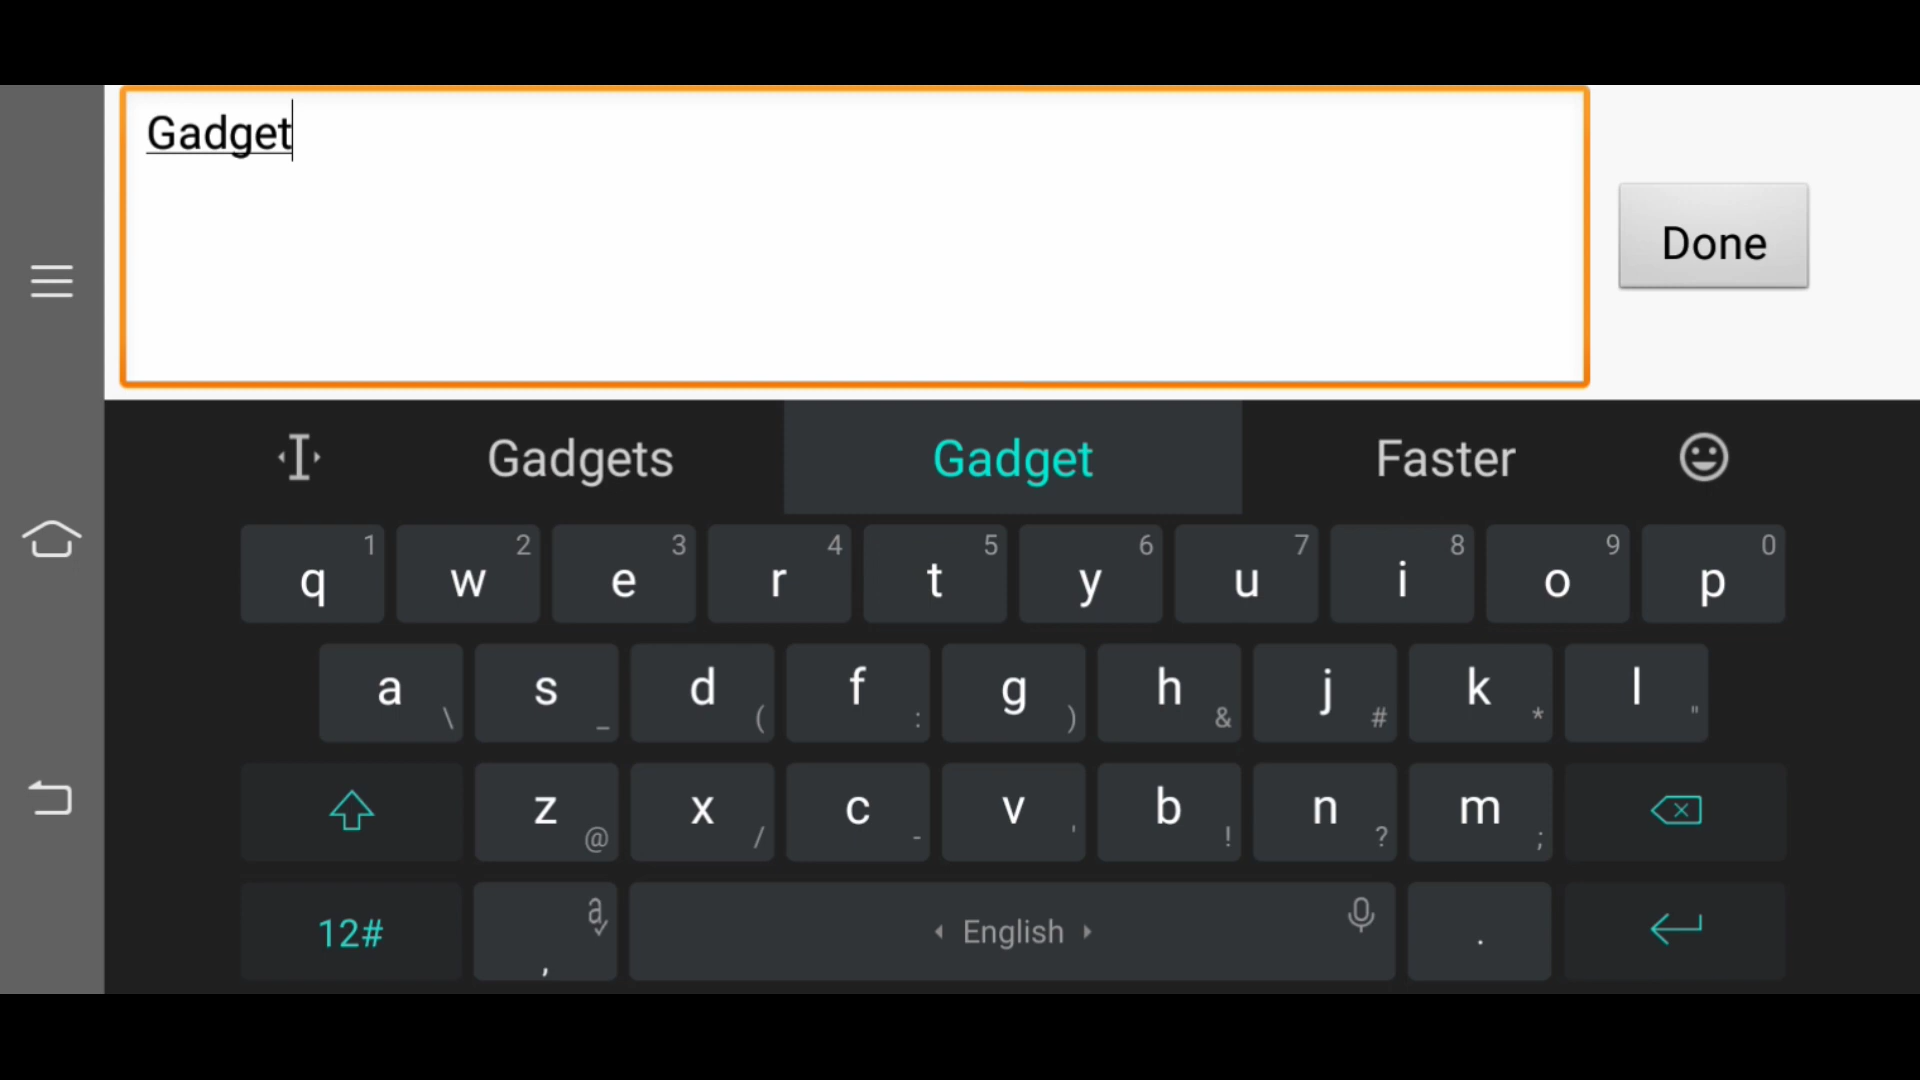 Gadget
Done
Gadgets Gadget Faster
1 2 3 4 5 6 7 8 9 0
q w e r t y u i o p
a s d f g h j k l
\ _ ( : ) & # * "
z x c v b n m
@ / - ' ! ? ;
12# , a English .